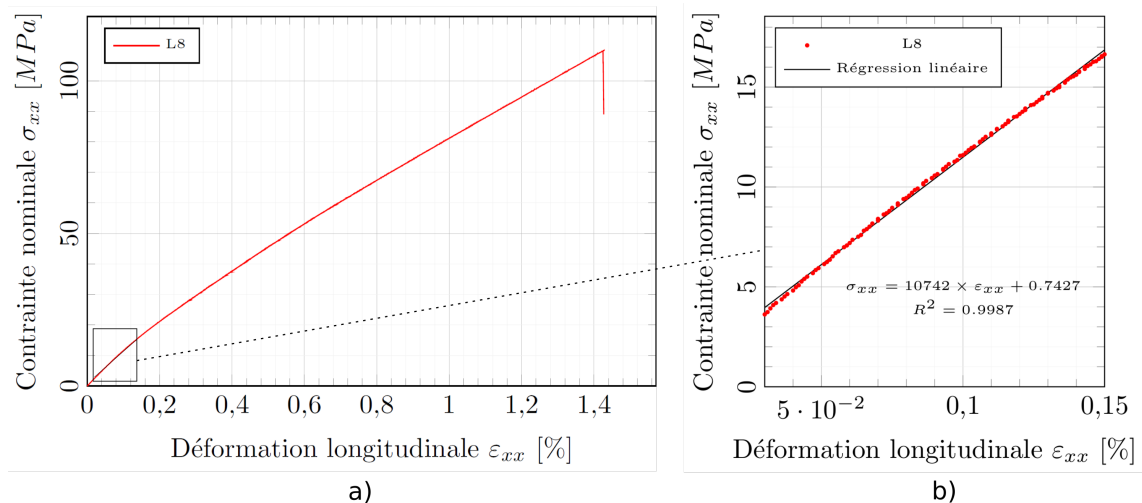 Contrainte nominale σxx [MPa]
100
50
0
L8
0
0,2
0,4
0,6
0,8
1
1,2
1,4
Déformation longitudinale εxx [%]
a)
Contrainte nominale σxx [MPa]
15
10
5
0
L8
Régression linéaire
σxx = 10742 × εxx + 0.7427
R² = 0.9987
5 · 10⁻²
0,1
0,15
Déformation longitudinale εxx [%]
b)